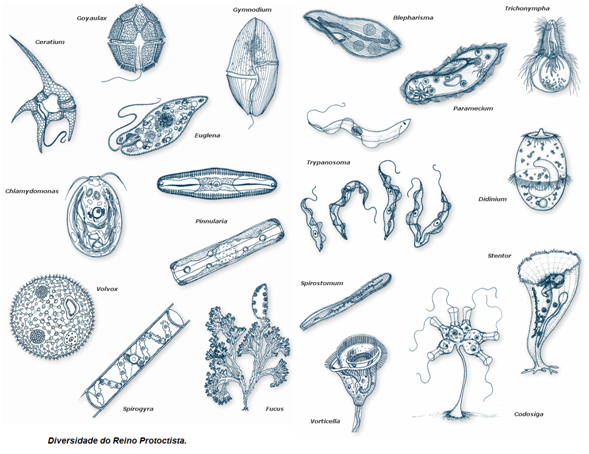 Goyaulax
Gymnodium
Ceratium
Euglena
Chlamydomonas
Pinnularia
Volvox
Spirogyra
Fucus
Blepharisma
Trichonympha
Paramecium
Trypanosoma
Didinium
Stentor
Spirostomum
Vorticella
Codosiga
Diversidade do Reino Protoctista.